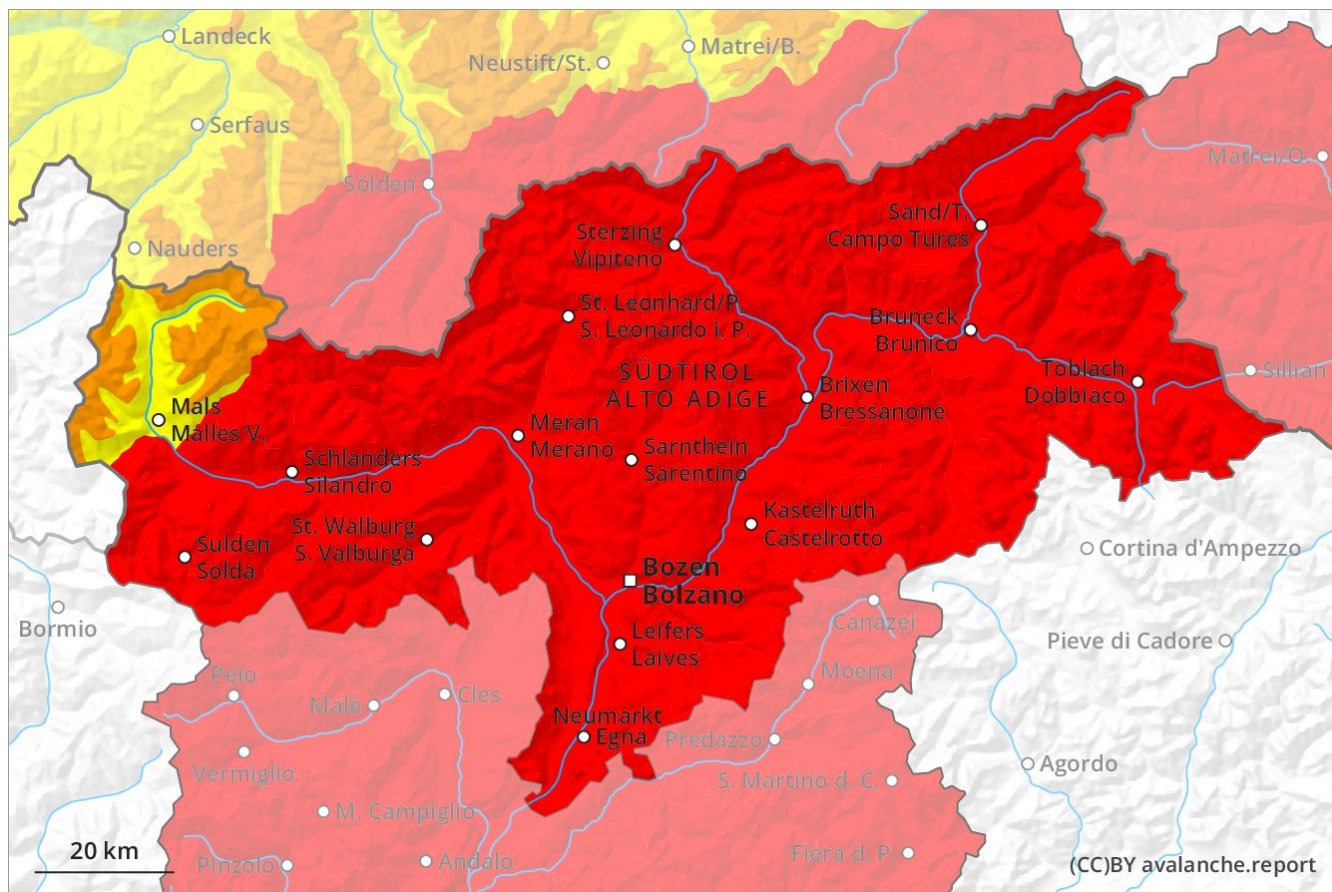 Landeck
Neustift/St.
Matrei/B.
Serfaus
Matrei/O.
Sölden
Nauders
Sterzing
Vipiteno
Sand/T.
Campo Tures
St. Leonhard/P.
S. Leonardo i. P.
Bruneck
Brunico
SÜDTIROL
ALTO ADIGE
Toblach
Dobbiaco
Sillian
Brixen
Bressanone
Mals
Malles V.
Meran
Merano
Sarnthein
Sarentino
Schlanders
Silandro
St. Walburg
S. Valburga
Kastelruth
Castelrotto
Sulden
Solda
Cortina d'Ampezzo
Bozen
Bolzano
Bormio
Canazei
Leifers
Laives
Pieve di Cadore
Peio
Malè
Cles
Moena
Neumarkt
Egna
Predazzo
Vermiglio
S. Martino d. C.
Agordo
M. Campiglio
20 km
Pinzolo
Andalo
Fiera d. P.
(CC)BY avalanche.report